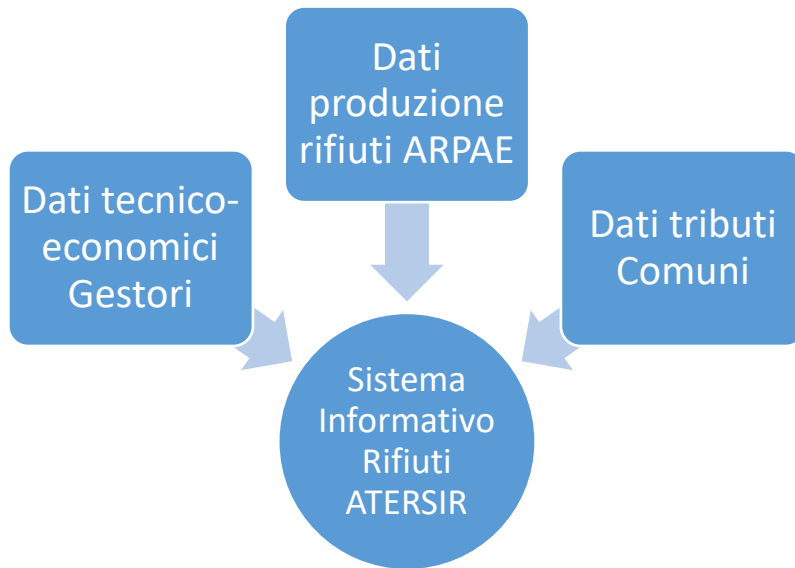 Dati
produzione
rifiuti ARPAE
Dati tecnico-
economici
Gestori
Dati tributi
Comuni
Sistema
Informativo
Rifiuti
ATERSIR